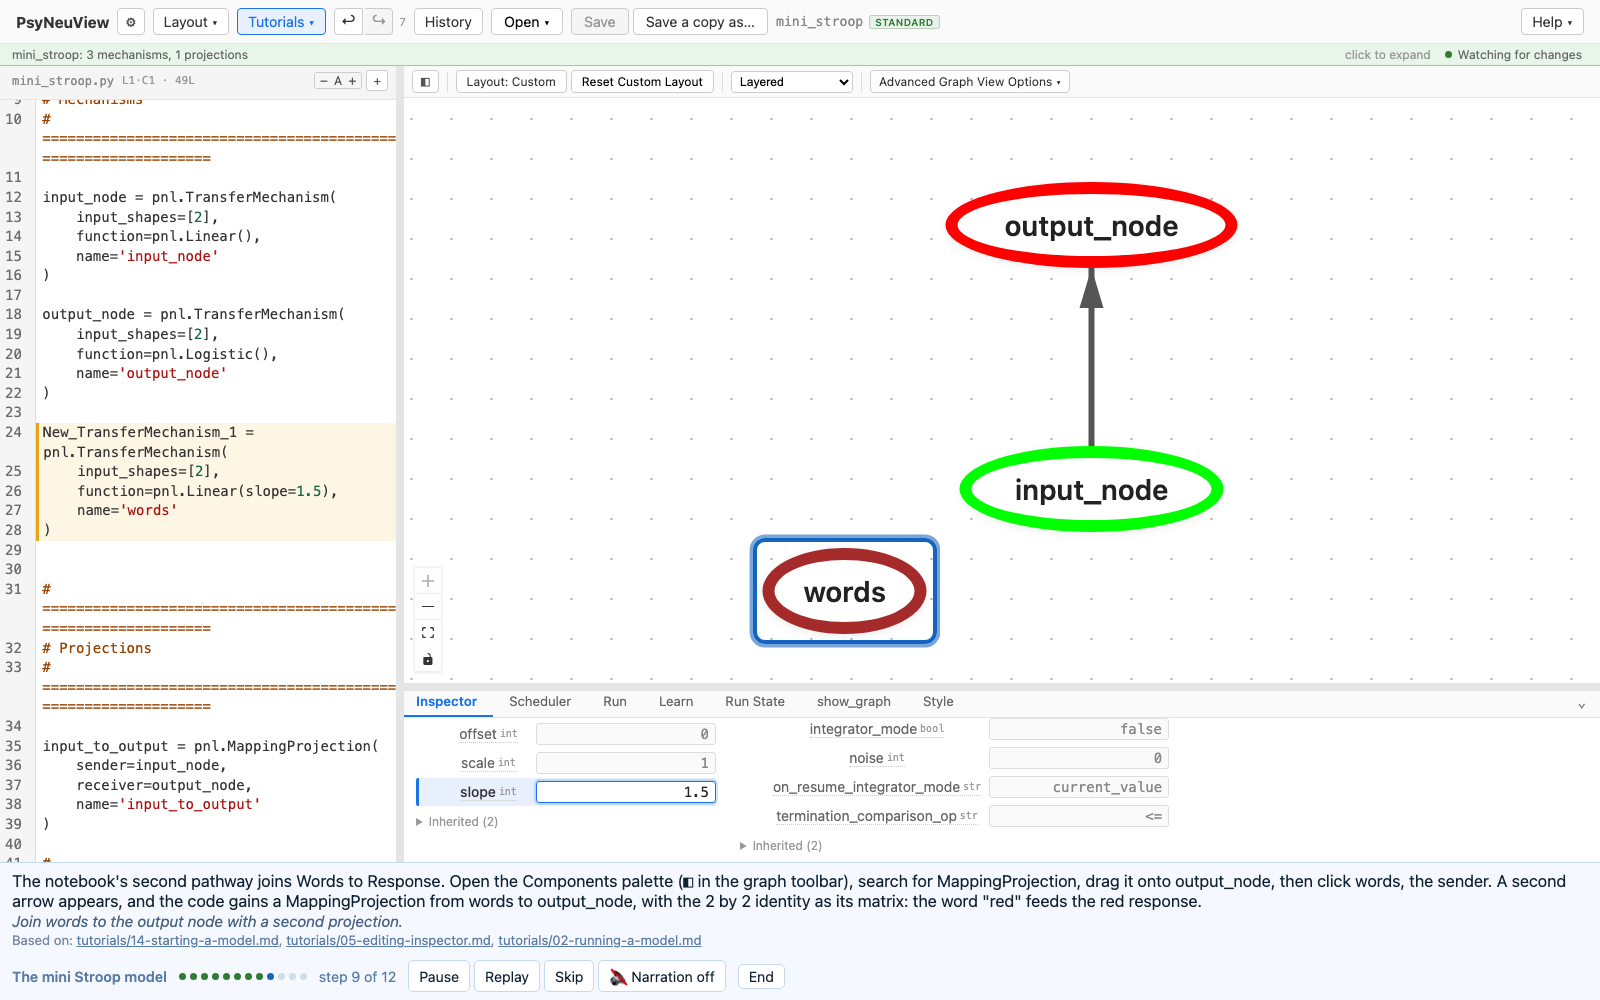 PsyNeuView
Layout ▾
Tutorials ▾
7
History
Open ▾
Save
Save a copy as...
mini_stroop
STANDARD
Help ▾
mini_stroop: 3 mechanisms, 1 projections
click to expand
Watching for changes
mini_stroop.py L1:C1 · 49L
− A +
+
Layout: Custom
Reset Custom Layout
Layered
Advanced Graph View Options ▾
9 # Mechanisms
10 #
==========================================
====================
11
12 input_node = pnl.TransferMechanism(
13     input_shapes=[2],
14     function=pnl.Linear(),
15     name='input_node'
16 )
17
18 output_node = pnl.TransferMechanism(
19     input_shapes=[2],
20     function=pnl.Logistic(),
21     name='output_node'
22 )
23
24 New_TransferMechanism_1 =
pnl.TransferMechanism(
25     input_shapes=[2],
26     function=pnl.Linear(slope=1.5),
27     name='words'
28 )
29
30
31 #
==========================================
====================
32 # Projections
33 #
==========================================
====================
34
35 input_to_output = pnl.MappingProjection(
36     sender=input_node,
37     receiver=output_node,
38     name='input_to_output'
39 )
40
41 #
output_node
input_node
words
Inspector
Scheduler
Run
Learn
Run State
show_graph
Style
offset int 0
scale int 1
slope int 1.5
▸ Inherited (2)
integrator_mode bool false
noise int 0
on_resume_integrator_mode str current_value
termination_comparison_op str <=
▸ Inherited (2)
The notebook's second pathway joins Words to Response. Open the Components palette (◧ in the graph toolbar), search for MappingProjection, drag it onto output_node, then click words, the sender. A second
arrow appears, and the code gains a MappingProjection from words to output_node, with the 2 by 2 identity as its matrix: the word "red" feeds the red response.
Join words to the output node with a second projection.
Based on: tutorials/14-starting-a-model.md, tutorials/05-editing-inspector.md, tutorials/02-running-a-model.md
The mini Stroop model
step 9 of 12
Pause
Replay
Skip
Narration off
End